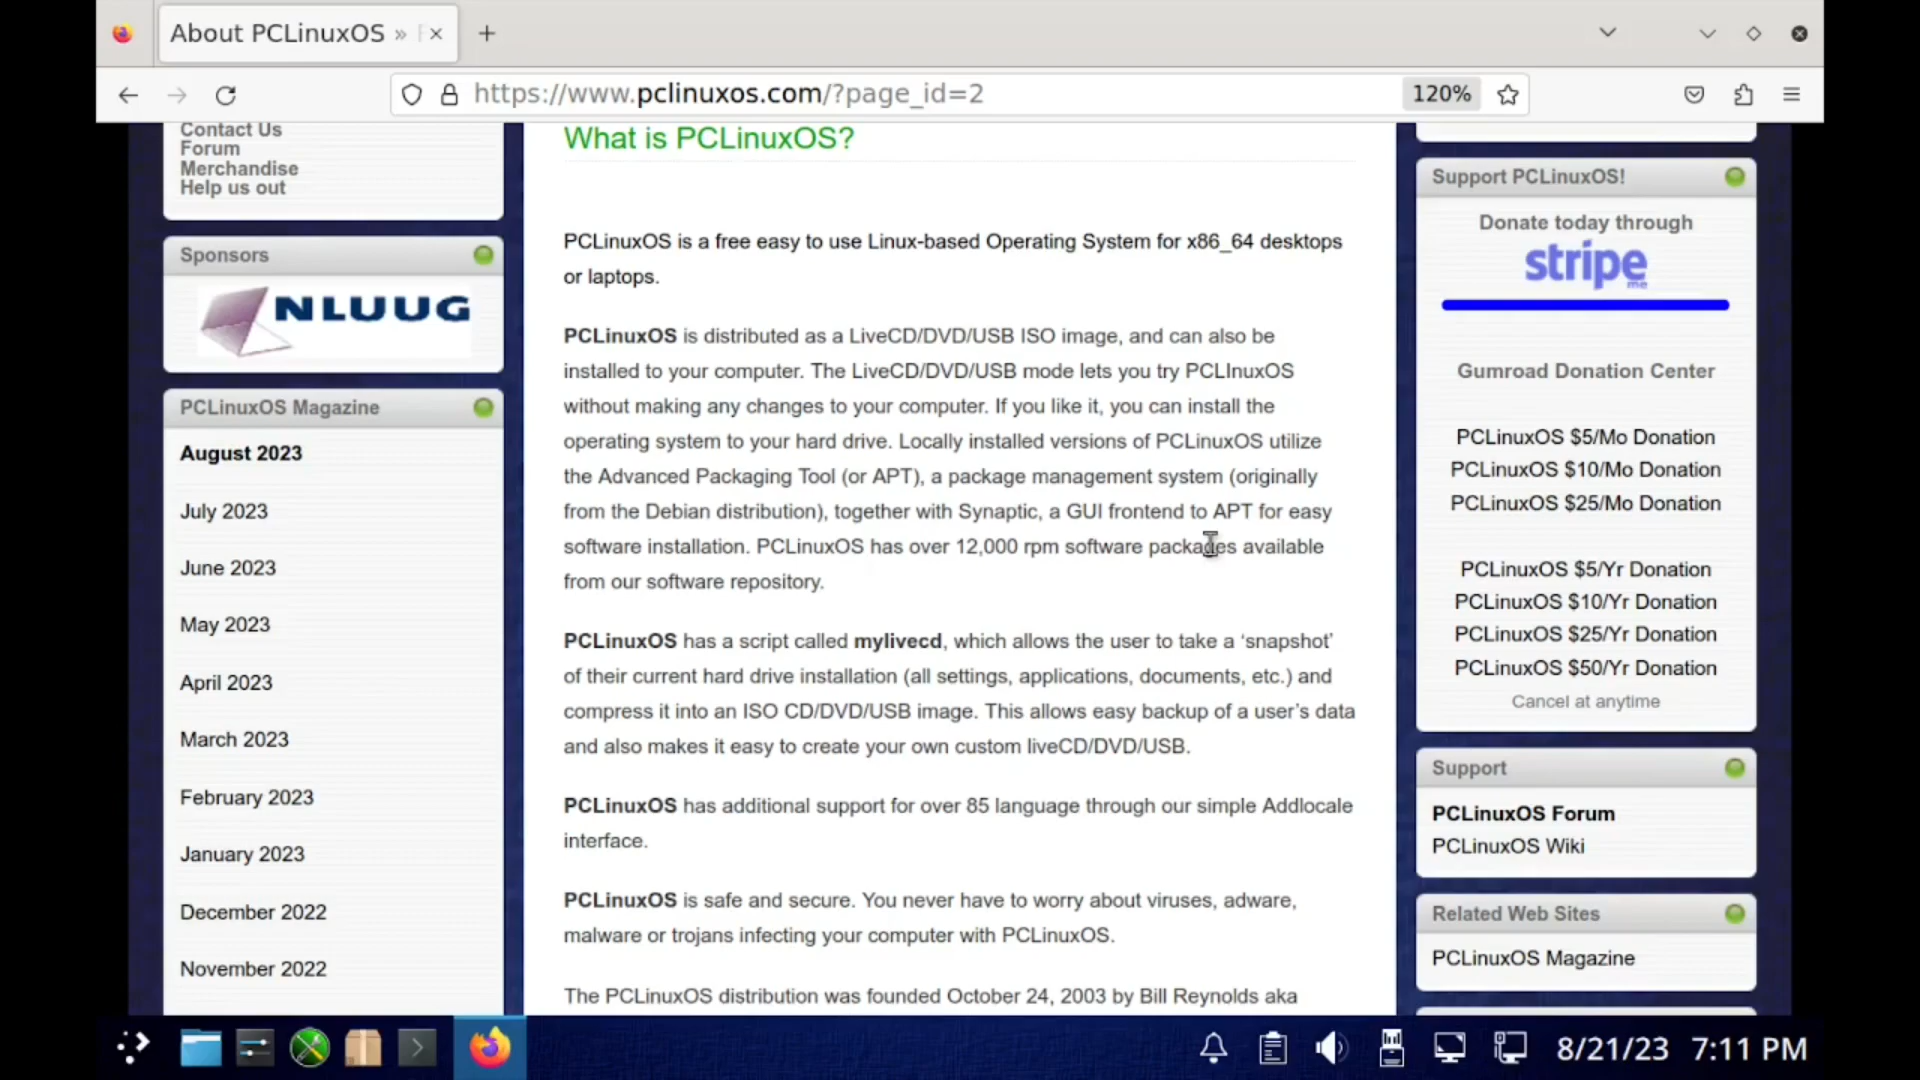 About PCLinuxOS »
https://www.pclinuxos.com/?page_id=2
120%
Contact Us
Forum
Merchandise
Help us out
Sponsors
NLUUG
PCLinuxOS Magazine
August 2023
July 2023
June 2023
May 2023
April 2023
March 2023
February 2023
January 2023
December 2022
November 2022
What is PCLinuxOS?
PCLinuxOS is a free easy to use Linux-based Operating System for x86_64 desktops
or laptops.
PCLinuxOS is distributed as a LiveCD/DVD/USB ISO image, and can also be
installed to your computer. The LiveCD/DVD/USB mode lets you try PCLInuxOS
without making any changes to your computer. If you like it, you can install the
operating system to your hard drive. Locally installed versions of PCLinuxOS utilize
the Advanced Packaging Tool (or APT), a package management system (originally
from the Debian distribution), together with Synaptic, a GUI frontend to APT for easy
software installation. PCLinuxOS has over 12,000 rpm software packages available
from our software repository.
PCLinuxOS has a script called mylivecd, which allows the user to take a ‘snapshot’
of their current hard drive installation (all settings, applications, documents, etc.) and
compress it into an ISO CD/DVD/USB image. This allows easy backup of a user’s data
and also makes it easy to create your own custom liveCD/DVD/USB.
PCLinuxOS has additional support for over 85 language through our simple Addlocale
interface.
PCLinuxOS is safe and secure. You never have to worry about viruses, adware,
malware or trojans infecting your computer with PCLinuxOS.
The PCLinuxOS distribution was founded October 24, 2003 by Bill Reynolds aka
Support PCLinuxOS!
Donate today through
stripe
me
Gumroad Donation Center
PCLinuxOS $5/Mo Donation
PCLinuxOS $10/Mo Donation
PCLinuxOS $25/Mo Donation
PCLinuxOS $5/Yr Donation
PCLinuxOS $10/Yr Donation
PCLinuxOS $25/Yr Donation
PCLinuxOS $50/Yr Donation
Cancel at anytime
Support
PCLinuxOS Forum
PCLinuxOS Wiki
Related Web Sites
PCLinuxOS Magazine
8/21/23 7:11 PM